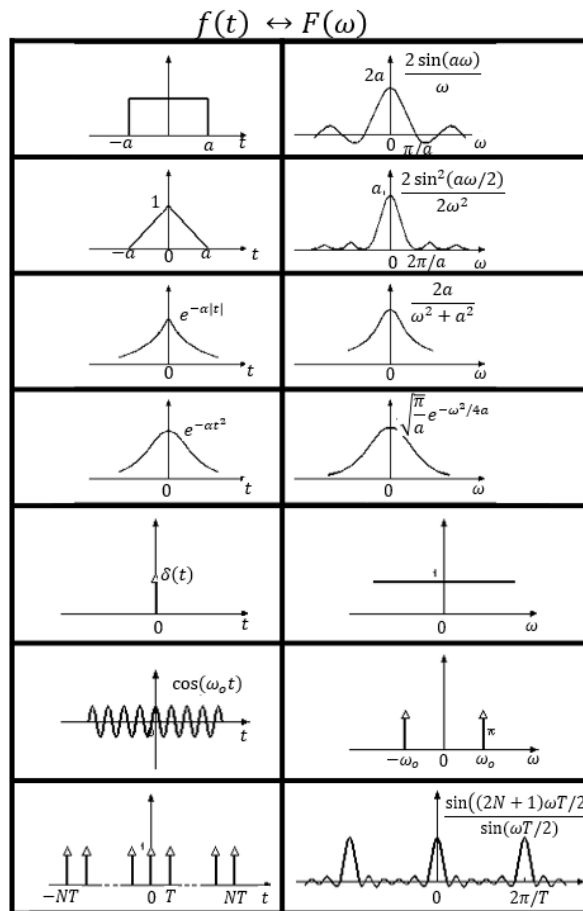 f(t) ↔ F(ω)
2a
2 sin(aω)
ω
−a
a
t
0
π/a
ω
1
a
2 sin²(aω/2)
2ω²
−a
0
a
t
0
2π/a
ω
e^{−α|t|}
2a
ω² + a²
0
t
0
ω
e^{−αt²}
√(π/a) e^{−ω²/4a}
0
t
0
ω
δ(t)
1
0
t
0
ω
cos(ω_o t)
t
π
−ω_o
0
ω_o
ω
1
sin((2N + 1)ωT/2
sin(ωT/2)
−NT
0
T
NT
t
0
2π/T
ω